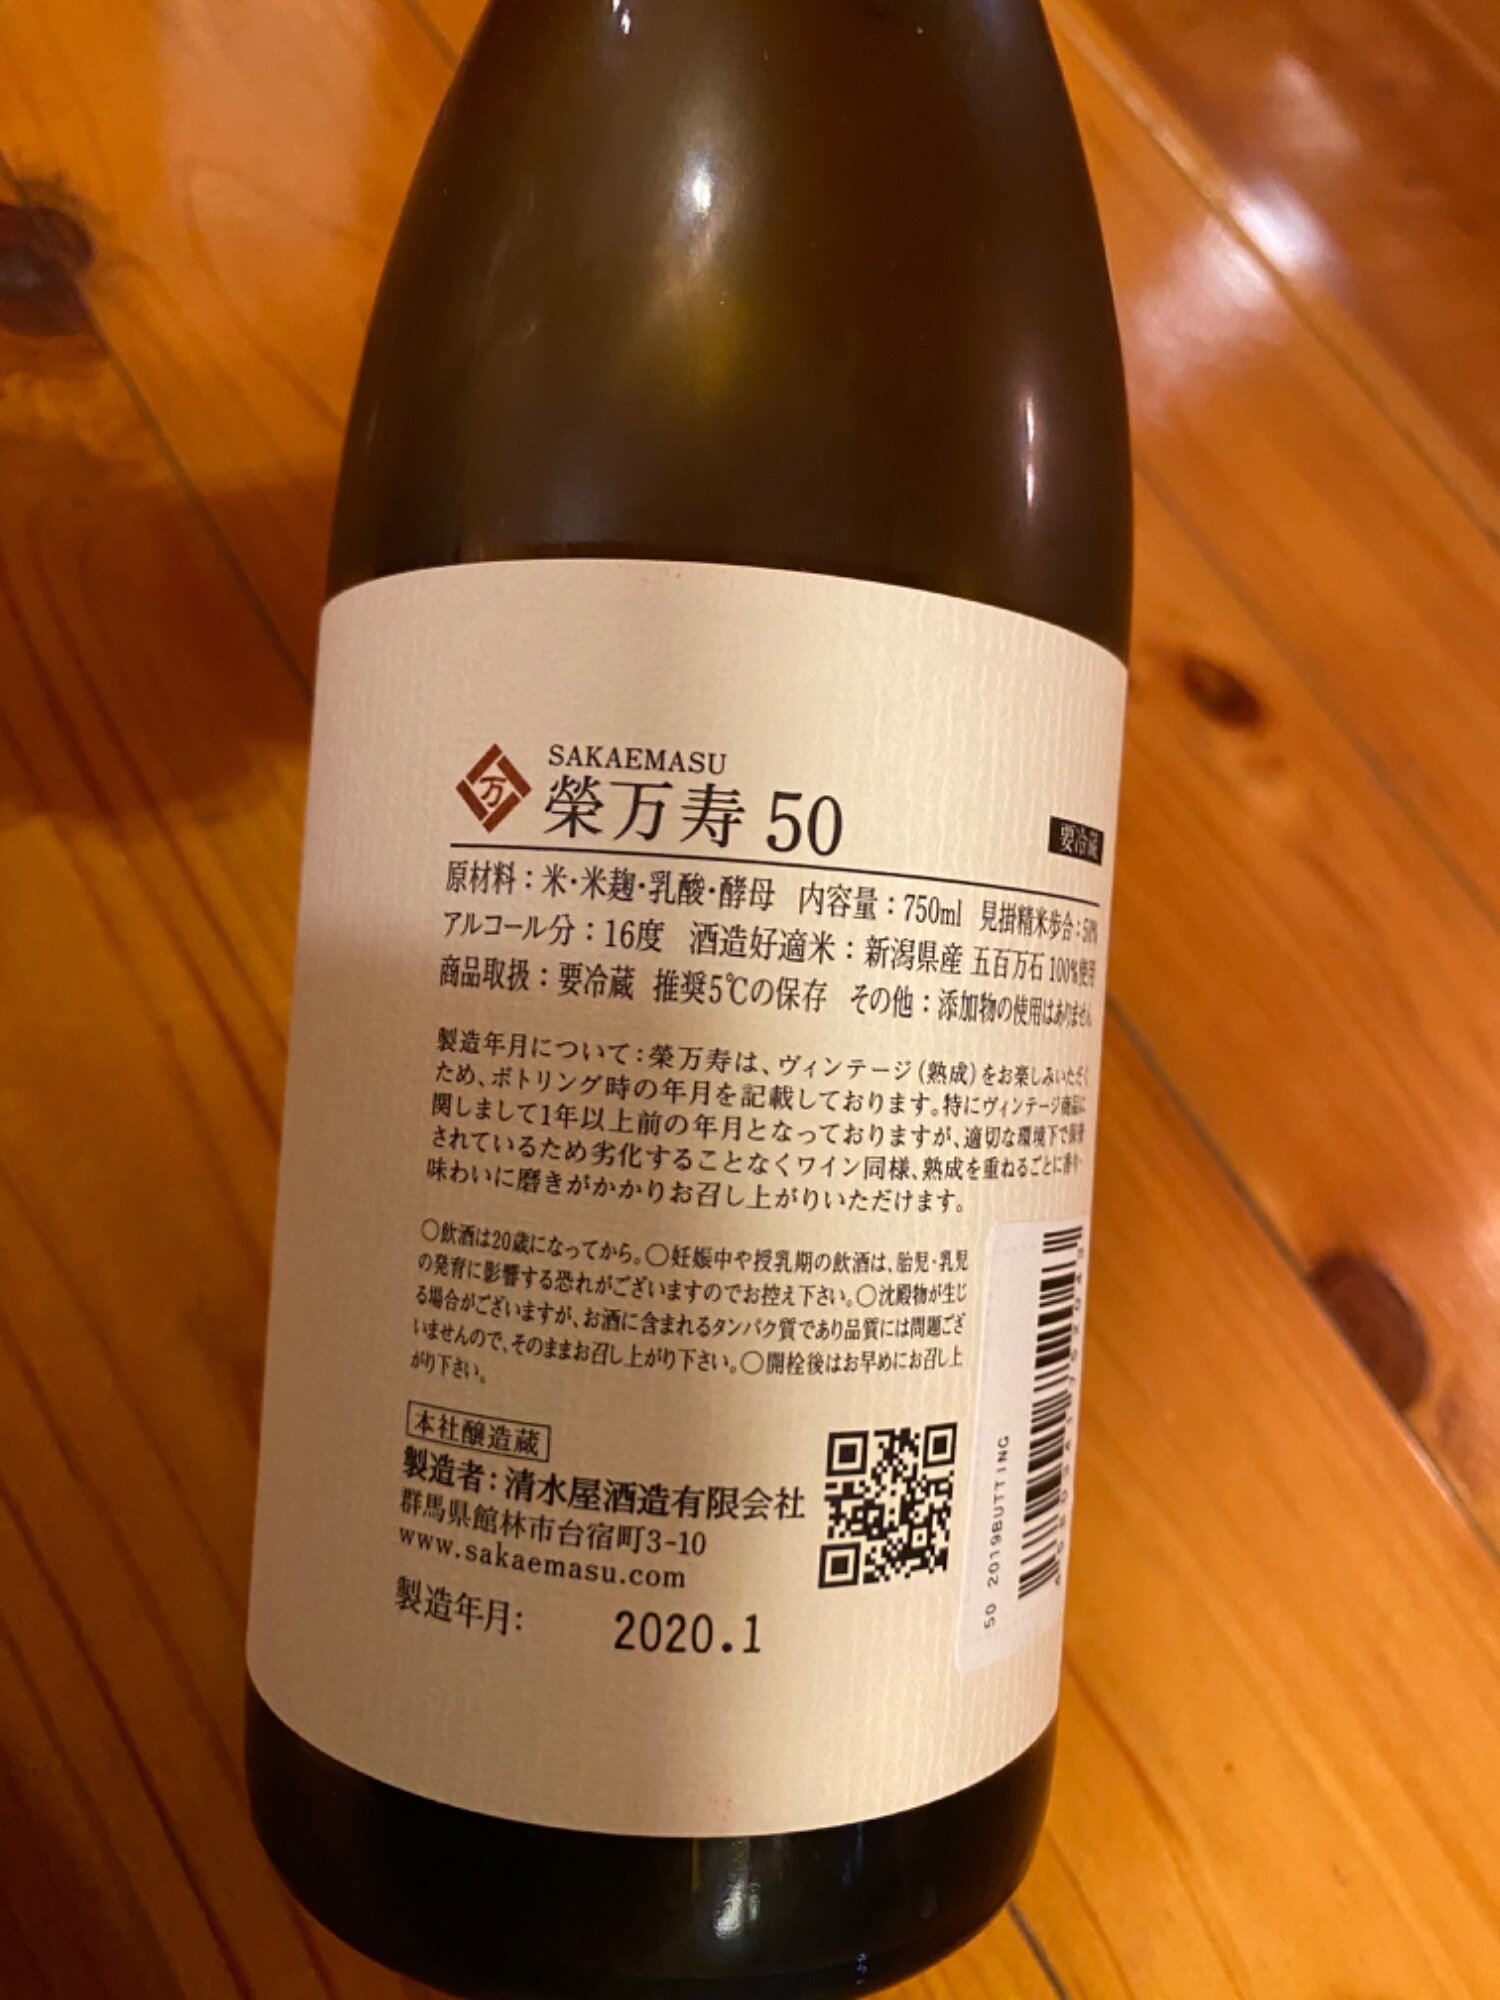 SAKAEMASU
万 榮万寿 50
要冷蔵
原材料：米・米麹・乳酸・酵母 内容量：750ml 見掛精米歩合：50%
アルコール分：16度 酒造好適米：新潟県産 五百万石100%使用
商品取扱：要冷蔵 推奨5℃の保存 その他：添加物の使用はありません
製造年月について：榮万寿は、ヴィンテージ(熟成)をお楽しみいただく
ため、ボトリング時の年月を記載しております。特にヴィンテージ商品に
関しまして1年以上前の年月となっておりますが、適切な環境下で保管
されているため劣化することなくワイン同様、熟成を重ねるごとに香り・
味わいに磨きがかかりお召し上がりいただけます。
○飲酒は20歳になってから。○妊娠中や授乳期の飲酒は、胎児・乳児
の発育に影響する恐れがございますのでお控え下さい。○沈殿物が生じ
る場合がございますが、お酒に含まれるタンパク質であり品質には問題ござ
いませんので、そのままお召し上がり下さい。○開栓後はお早めにお召し上
がり下さい。
本社醸造蔵
製造者：清水屋酒造有限会社
群馬県館林市台宿町3-10
www.sakaemasu.com
製造年月： 2020.1
50 2019BUTTING